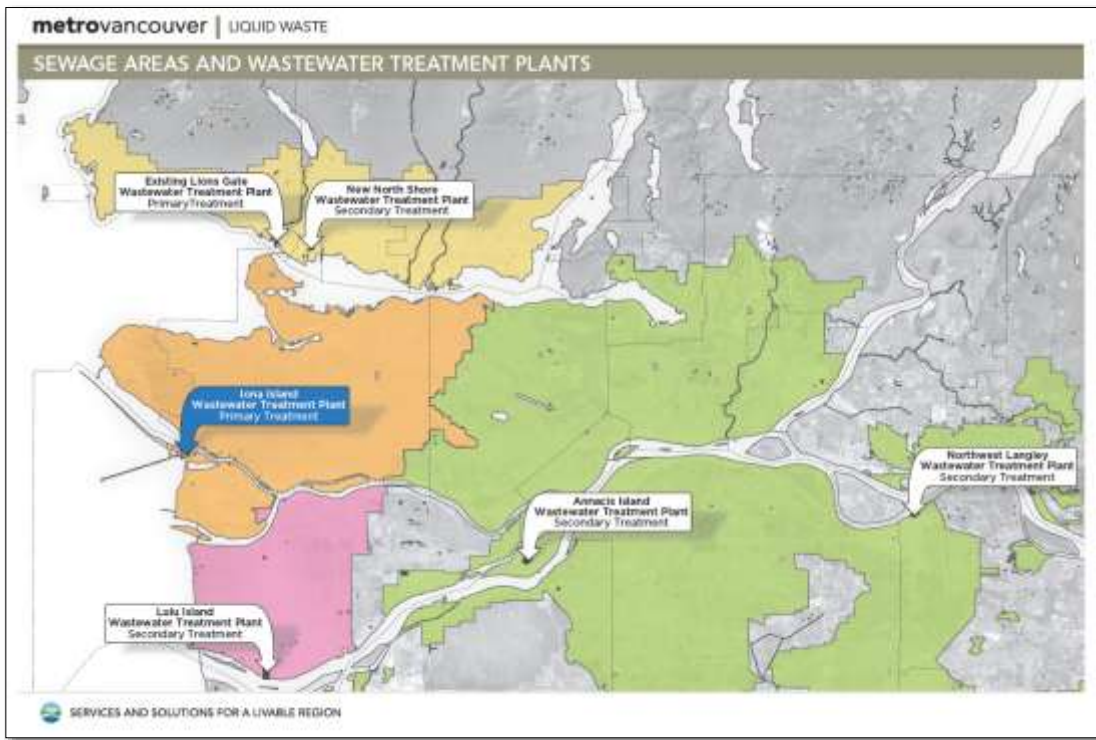 metrovancouver | LIQUID WASTE
SEWAGE AREAS AND WASTEWATER TREATMENT PLANTS
Existing Lions Gate
Wastewater Treatment Plant
Primary Treatment
New North Shore
Wastewater Treatment Plant
Secondary Treatment
Iona Island
Wastewater Treatment Plant
Primary Treatment
Northwest Langley
Wastewater Treatment Plant
Secondary Treatment
Annacis Island
Wastewater Treatment Plant
Secondary Treatment
Lulu Island
Wastewater Treatment Plant
Secondary Treatment
SERVICES AND SOLUTIONS FOR A LIVABLE REGION